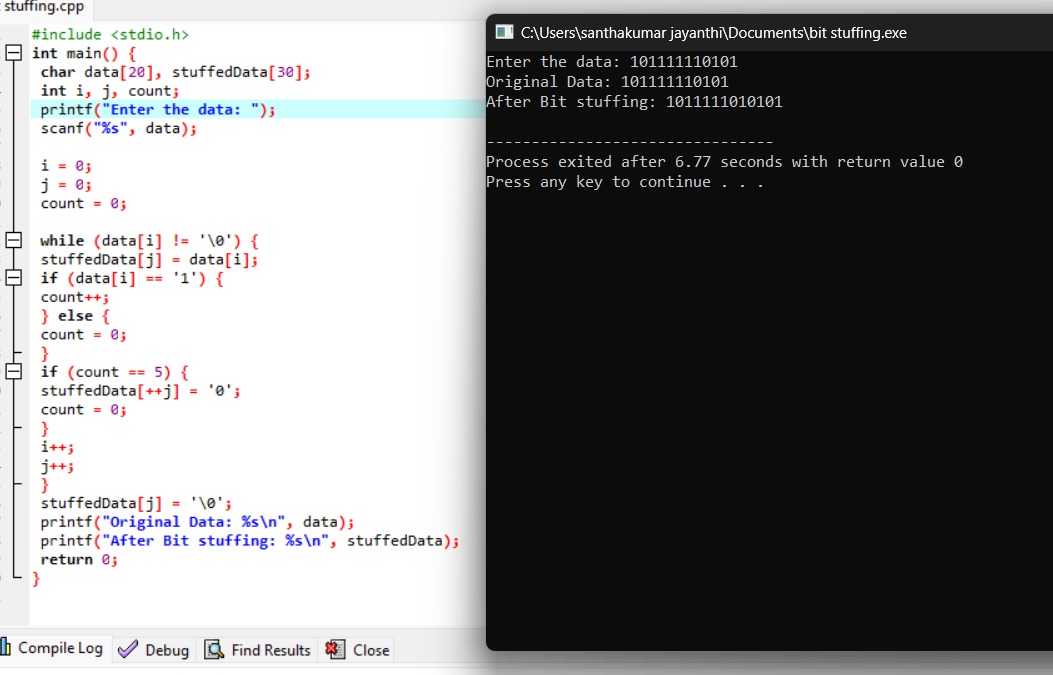 stuffing.cpp
#include <stdio.h>
int main() {
char data[20], stuffedData[30];
int i, j, count;
printf("Enter the data: ");
scanf("%s", data);
i = 0;
j = 0;
count = 0;
while (data[i] != '\0') {
stuffedData[j] = data[i];
if (data[i] == '1') {
count++;
} else {
count = 0;
}
if (count == 5) {
stuffedData[++j] = '0';
count = 0;
}
i++;
j++;
}
stuffedData[j] = '\0';
printf("Original Data: %s\n", data);
printf("After Bit stuffing: %s\n", stuffedData);
return 0;
}
Compile Log Debug Find Results Close
C:\Users\santhakumar jayanthi\Documents\bit stuffing.exe
Enter the data: 101111110101
Original Data: 101111110101
After Bit stuffing: 1011111010101
--------------------------------
Process exited after 6.77 seconds with return value 0
Press any key to continue . . .